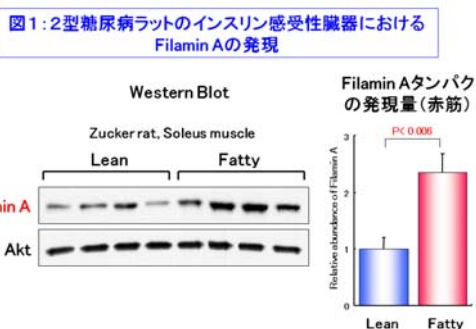 図1:2型糖尿病ラットのインスリン感受性臓器における
Filamin Aの発現
Western Blot
Zucker rat, Soleus muscle
Lean Fatty
min A
Akt
Filamin Aタンパク
の発現量(赤筋)
P< 0.006
Relative abundance of Filamin A
3
2
1
0
Lean Fatty